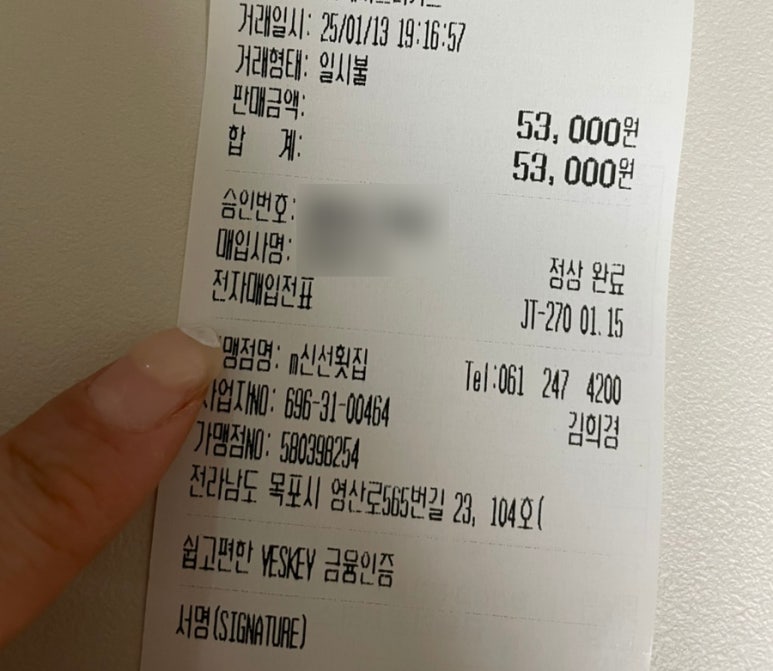 거래일시: 25/01/13 19:16:57
거래형태: 일시불
판매금액: 53,000원
합 계: 53,000원
승인번호:
매입사명: 정상 완료
전자매입전표 JT-270 01.15
맹점명: m신선횟집 Tel:061 247 4200
사업자NO: 696-31-00464 김희경
가맹점NO: 580398254
전라남도 목포시 영산로565번길 23, 104호(
쉽고편한 YESKEY 금융인증
서명(SIGNATURE)